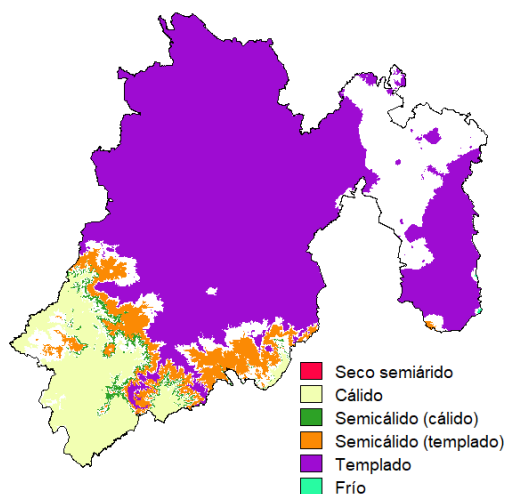 Seco semiárido
Cálido
Semicálido (cálido)
Semicálido (templado)
Templado
Frío